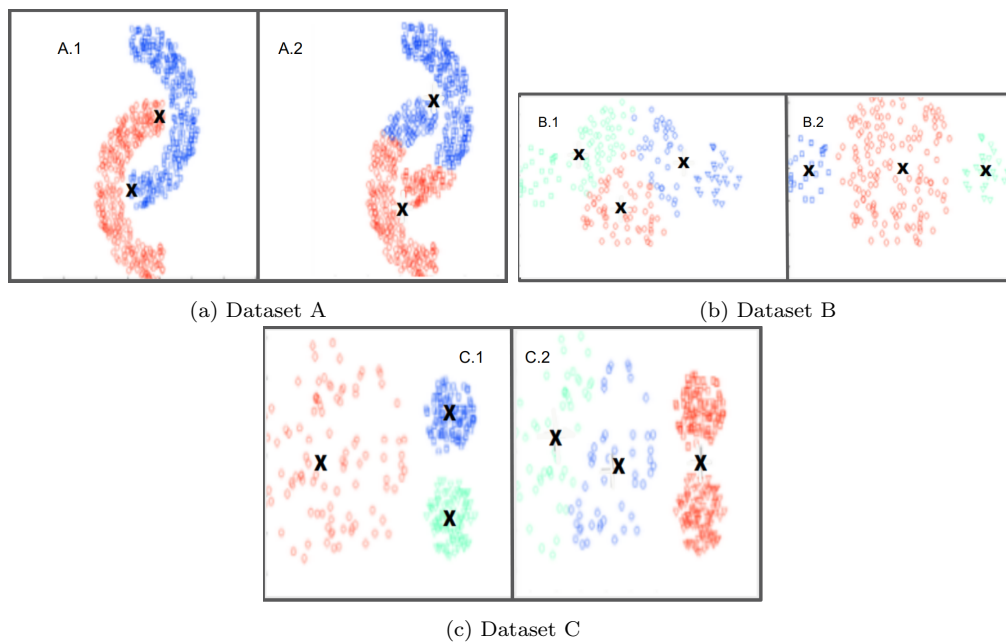 A.1
A.2
B.1
B.2
X
X
X
X
x
x
x
x
x
x
(a) Dataset A
(b) Dataset B
C.1
C.2
X
X
X
X
X
X
(c) Dataset C